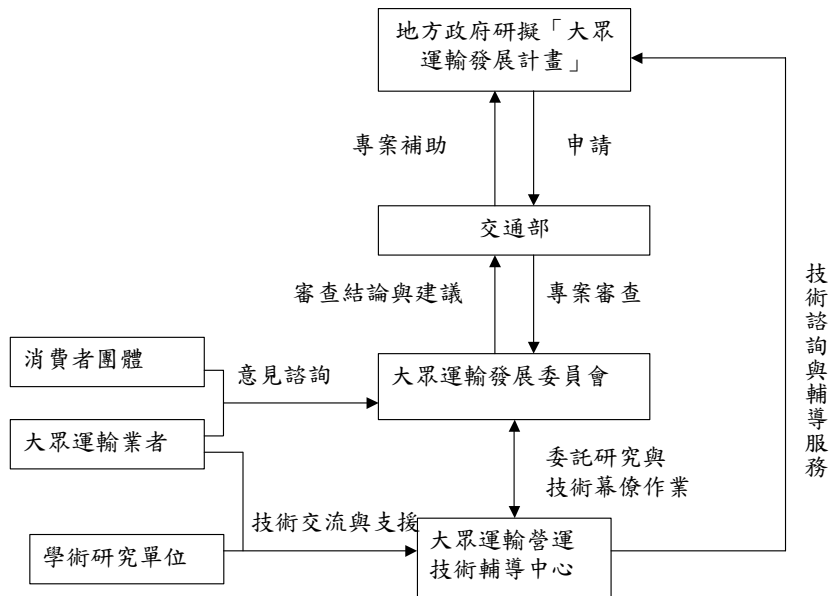 地方政府研擬「大眾
運輸發展計畫」
專案補助
申請
交通部
審查結論與建議
專案審查
消費者團體
意見諮詢
大眾運輸發展委員會
大眾運輸業者
委託研究與
技術幕僚作業
技術交流與支援
學術研究單位
大眾運輸營運
技術輔導中心
技術諮詢與輔導服務